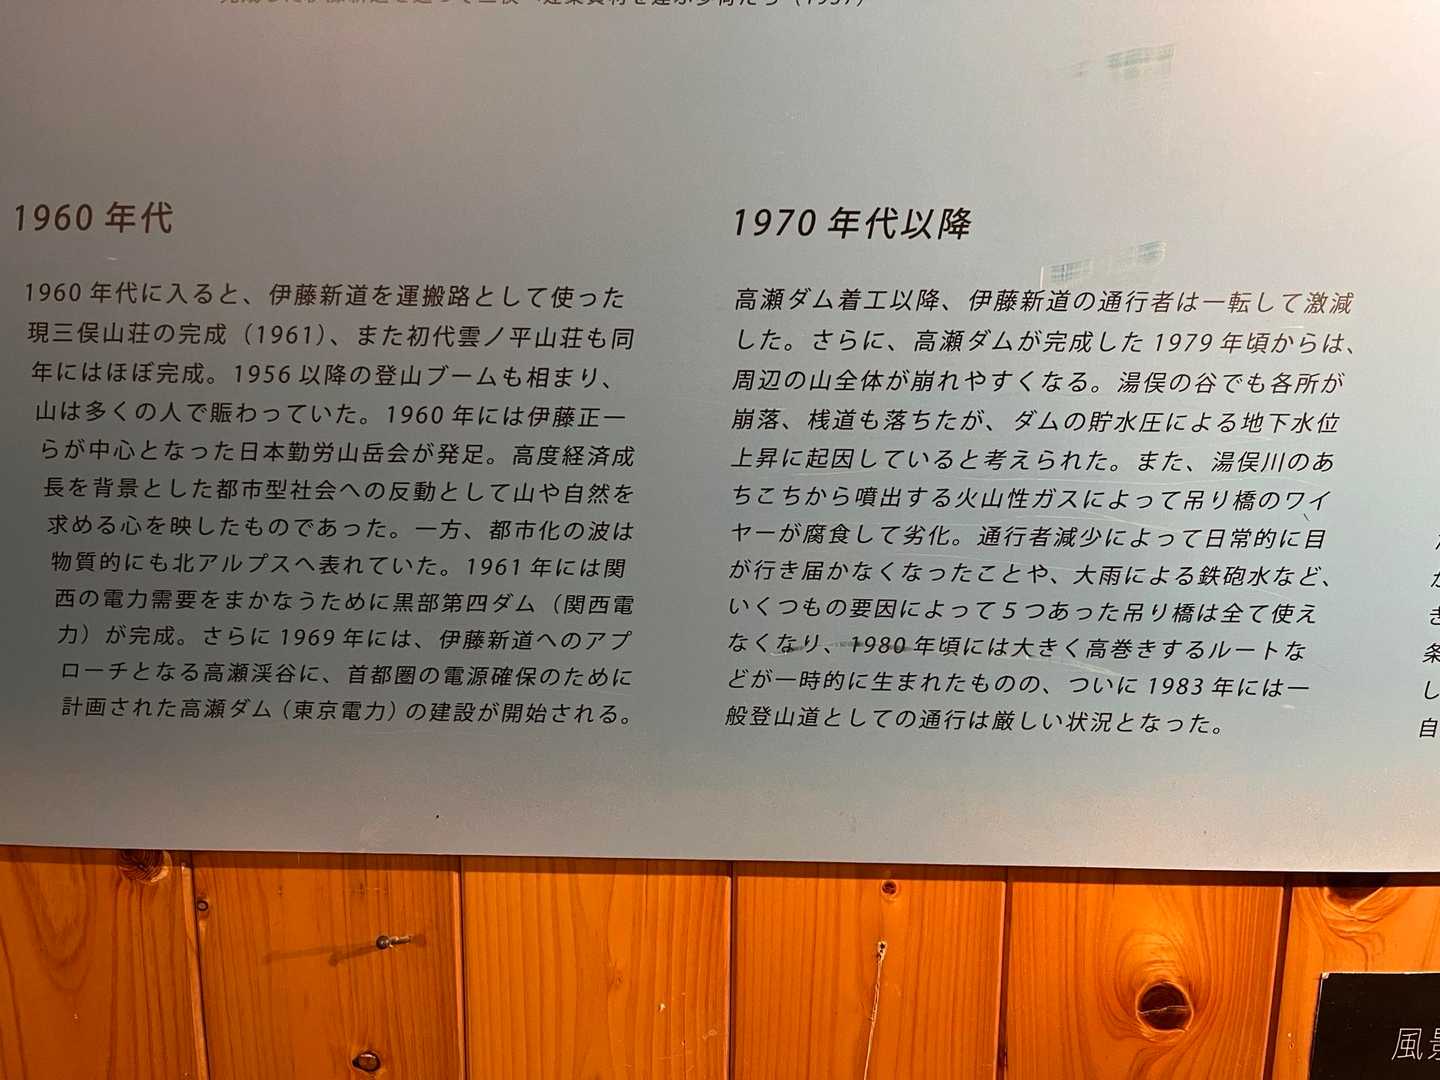 1960 年代
1960 年代に入ると、伊藤新道を運搬路として使った
現三俣山荘の完成（1961）、また初代雲ノ平山荘も同
年にはほぼ完成。1956 以降の登山ブームも相まり、
山は多くの人で賑わっていた。1960 年には伊藤正一
らが中心となった日本勤労山岳会が発足。高度経済成
長を背景とした都市型社会への反動として山や自然を
求める心を映したものであった。一方、都市化の波は
物質的にも北アルプスへ表れていた。1961 年には関
西の電力需要をまかなうために黒部第四ダム（関西電
力）が完成。さらに 1969 年には、伊藤新道へのアプ
ローチとなる高瀬渓谷に、首都圏の電源確保のために
計画された高瀬ダム（東京電力）の建設が開始される。
1970 年代以降
高瀬ダム着工以降、伊藤新道の通行者は一転して激減
した。さらに、高瀬ダムが完成した 1979 年頃からは、
周辺の山全体が崩れやすくなる。湯俣の谷でも各所が
崩落、桟道も落ちたが、ダムの貯水圧による地下水位
上昇に起因していると考えられた。また、湯俣川のあ
ちこちから噴出する火山性ガスによって吊り橋のワイ
ヤーが腐食して劣化。通行者減少によって日常的に目
が行き届かなくなったことや、大雨による鉄砲水など、
いくつもの要因によって 5 つあった吊り橋は全て使え
なくなり、1980 年頃には大きく高巻きするルートな
どが一時的に生まれたものの、ついに 1983 年には一
般登山道としての通行は厳しい状況となった。
風景